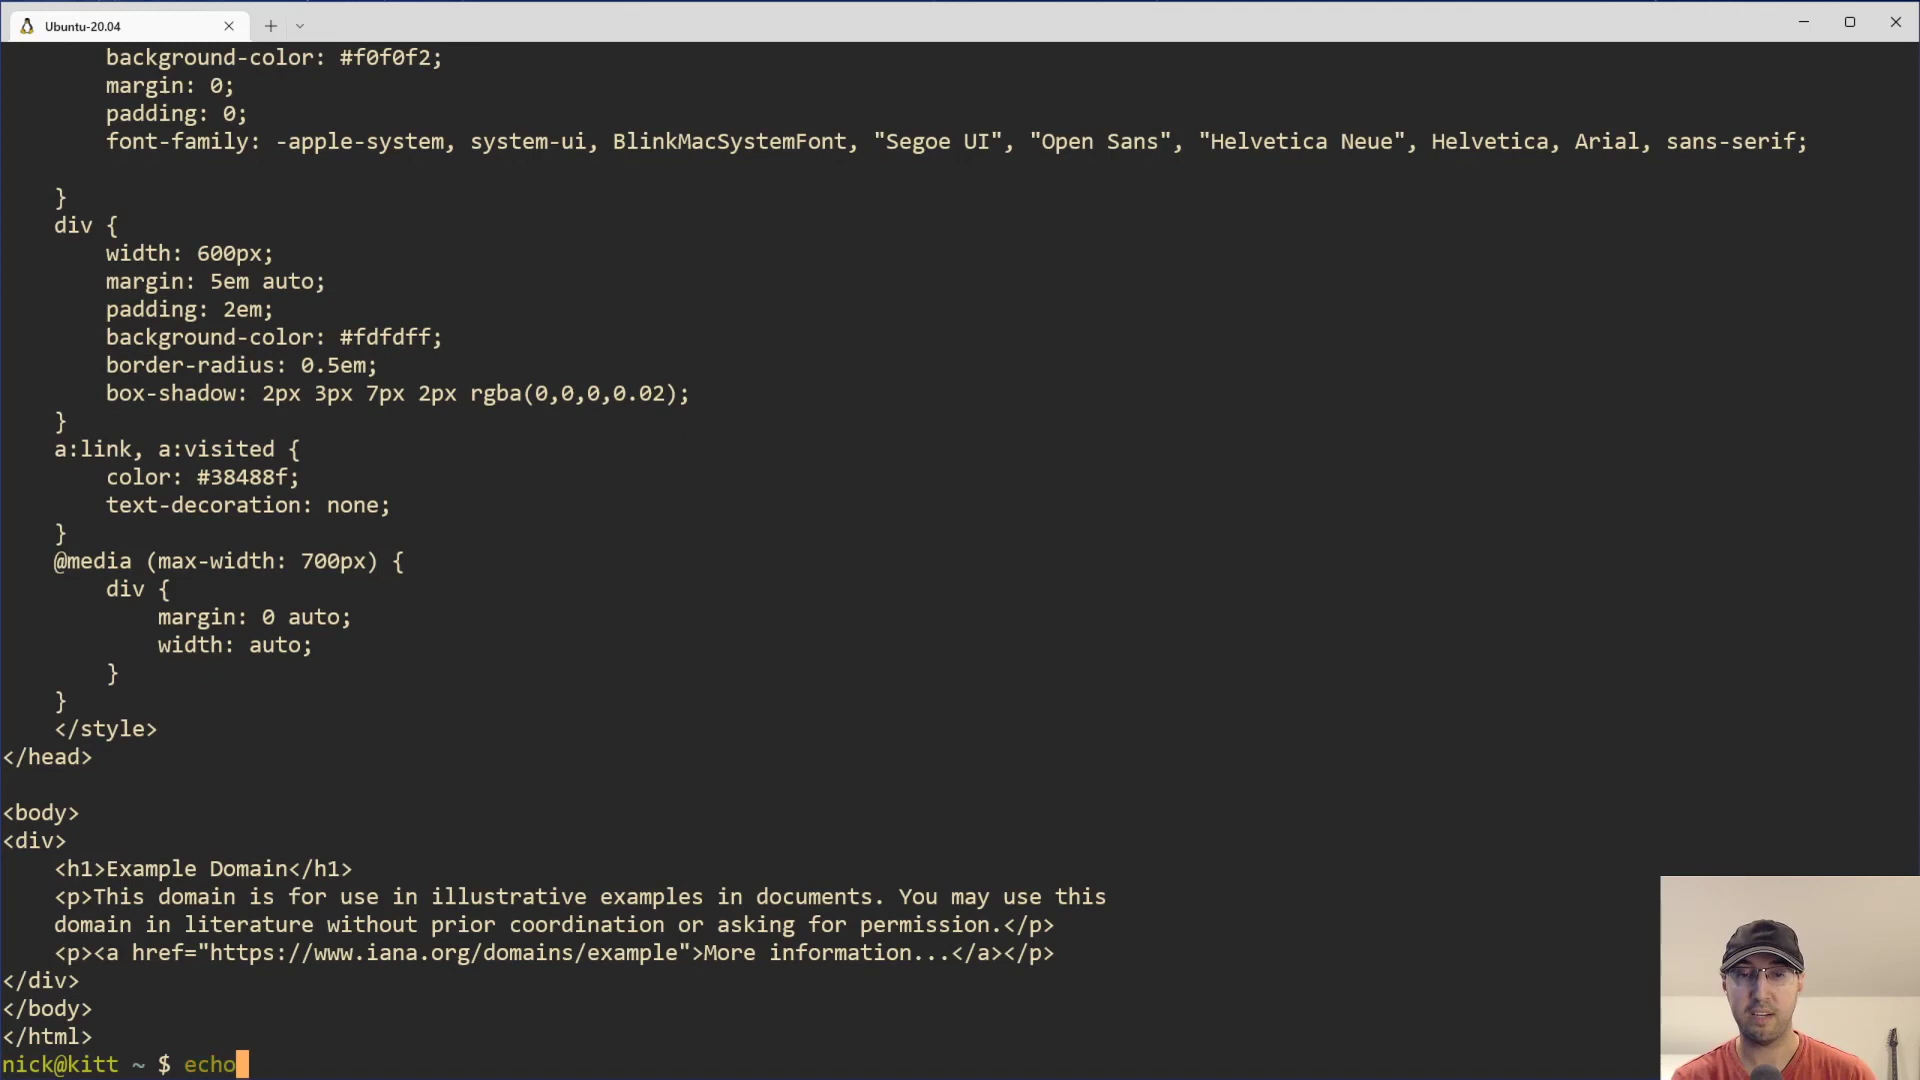 Ubuntu-20.04
        background-color: #f0f0f2;
        margin: 0;
        padding: 0;
        font-family: -apple-system, system-ui, BlinkMacSystemFont, "Segoe UI", "Open Sans", "Helvetica Neue", Helvetica, Arial, sans-serif;

    }
    div {
        width: 600px;
        margin: 5em auto;
        padding: 2em;
        background-color: #fdfdff;
        border-radius: 0.5em;
        box-shadow: 2px 3px 7px 2px rgba(0,0,0,0.02);
    }
    a:link, a:visited {
        color: #38488f;
        text-decoration: none;
    }
    @media (max-width: 700px) {
        div {
            margin: 0 auto;
            width: auto;
        }
    }
    </style>
</head>

<body>
<div>
    <h1>Example Domain</h1>
    <p>This domain is for use in illustrative examples in documents. You may use this
    domain in literature without prior coordination or asking for permission.</p>
    <p><a href="https://www.iana.org/domains/example">More information...</a></p>
</div>
</body>
</html>
nick@kitt ~ $ echo